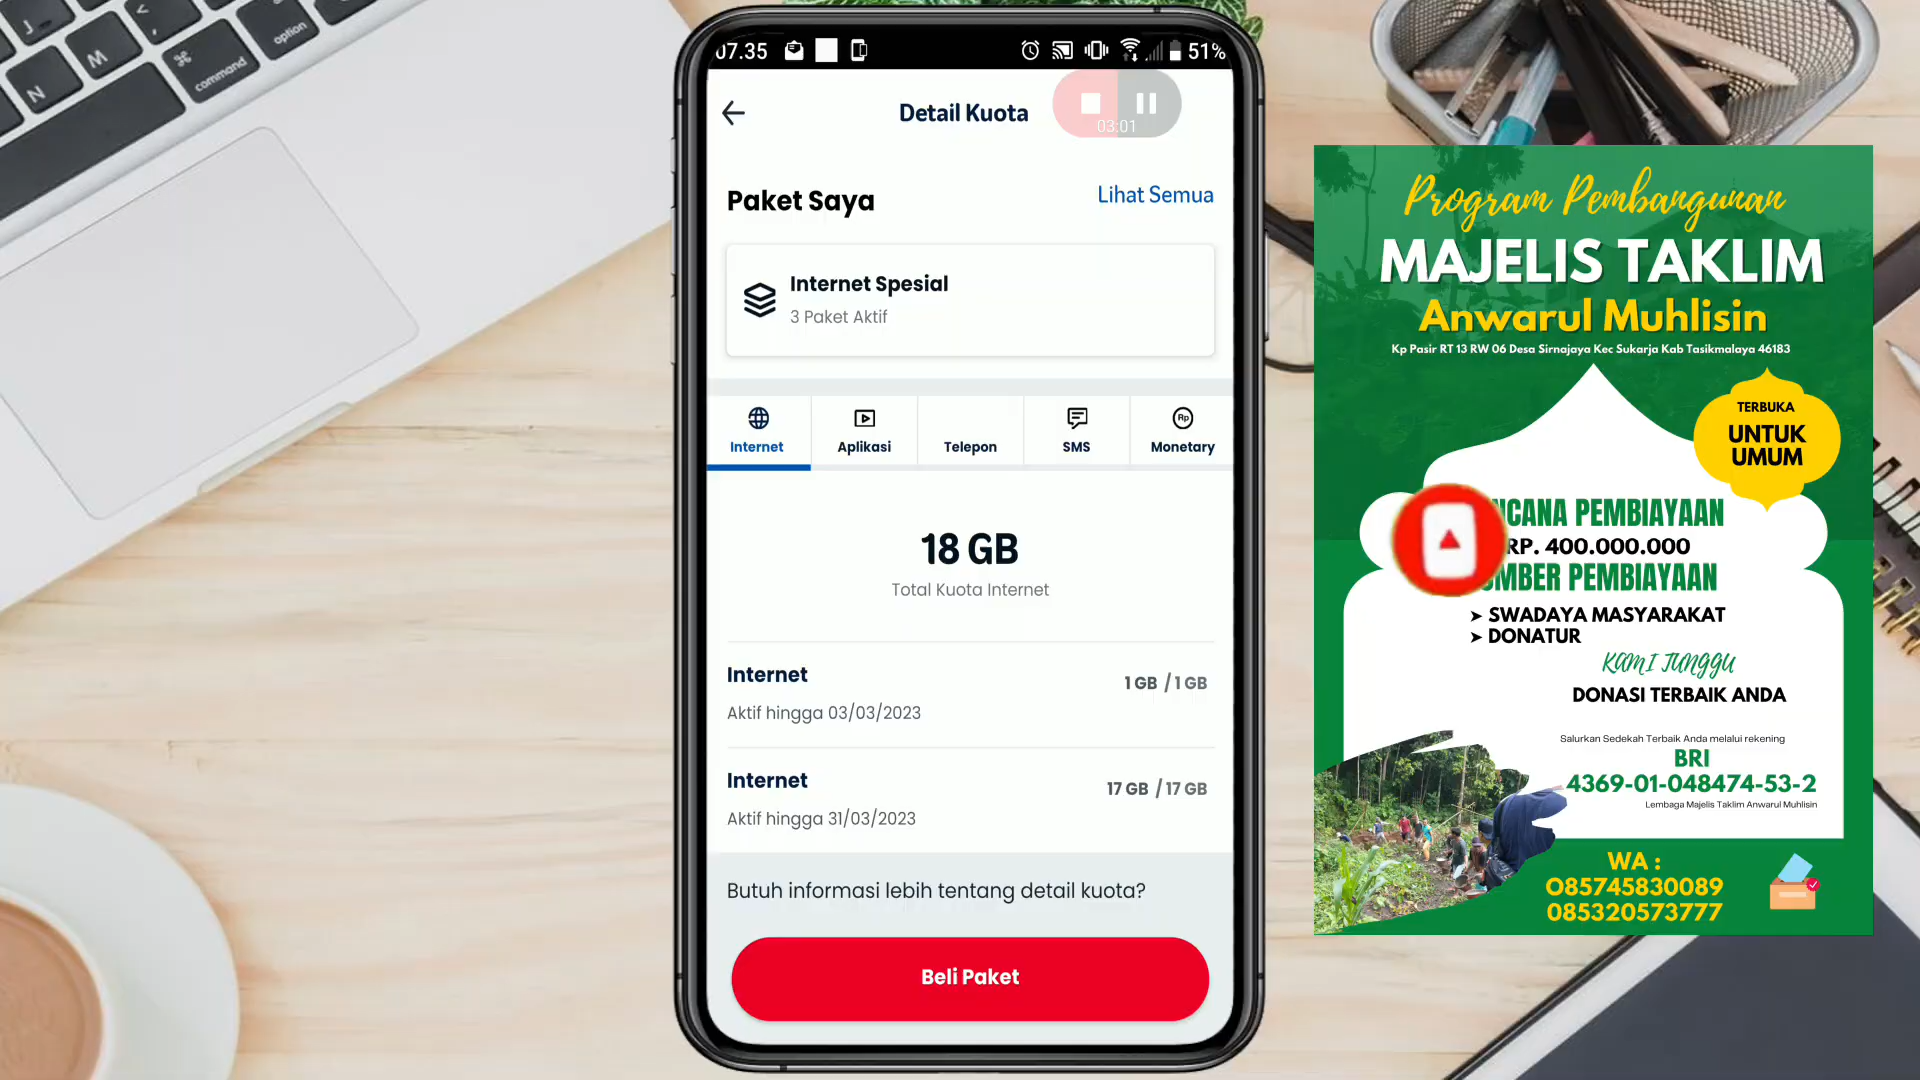 07.35
51%
Detail Kuota
03:01
Paket Saya
Lihat Semua
Internet Spesial
3 Paket Aktif
Internet
Aplikasi
Telepon
SMS
Rp
Monetary
18 GB
Total Kuota Internet
Internet
1 GB / 1 GB
Aktif hingga 03/03/2023
Internet
17 GB / 17 GB
Aktif hingga 31/03/2023
Butuh informasi lebih tentang detail kuota?
Beli Paket
Program Pembangunan
MAJELIS TAKLIM
Anwarul Muhlisin
Kp Pasir RT 13 RW 06 Desa Sirnajaya Kec Sukarja Kab Tasikmalaya 46183
TERBUKA
UNTUK
UMUM
PEMBIAYAAN
RP. 400.000.000
PEMBIAYAAN
➤ SWADAYA MASYARAKAT
➤ DONATUR
KAMI TUNGGU
DONASI TERBAIK ANDA
Salurkan Sedekah Terbaik Anda melalui rekening
BRI
4369-01-048474-53-2
Lembaga Majelis Taklim Anwarul Muhlisin
WA :
085745830089
085320573777
J
M
N
<
⌘
command
option